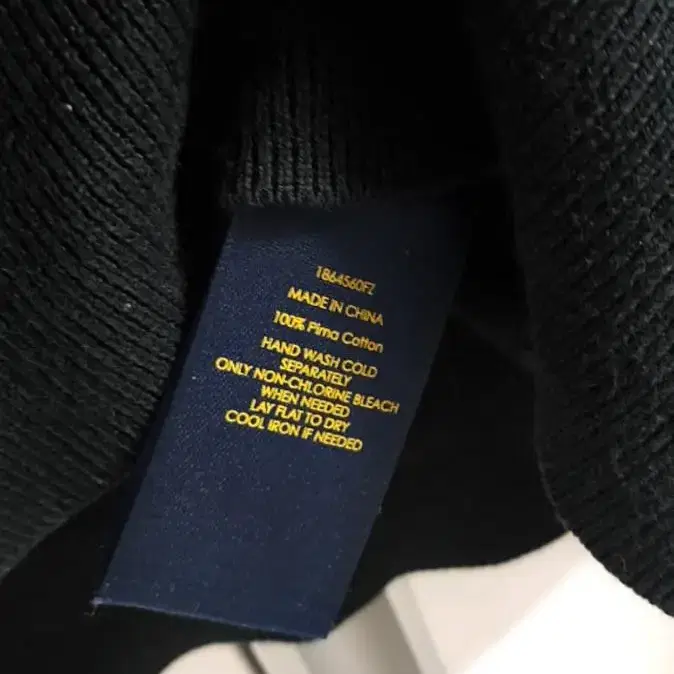 1864S60FZ
MADE IN CHINA
100% Pima Cotton
HAND WASH COLD
SEPARATELY
ONLY NON-CHLORINE BLEACH
WHEN NEEDED
LAY FLAT TO DRY
COOL IRON IF NEEDED